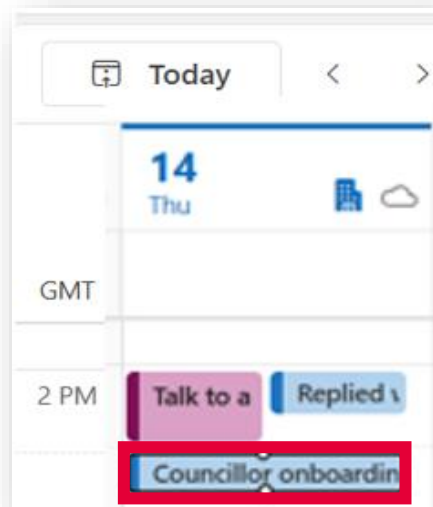 Today
14
Thu
GMT
2 PM
Talk to a
Replied
Councillor onboardin